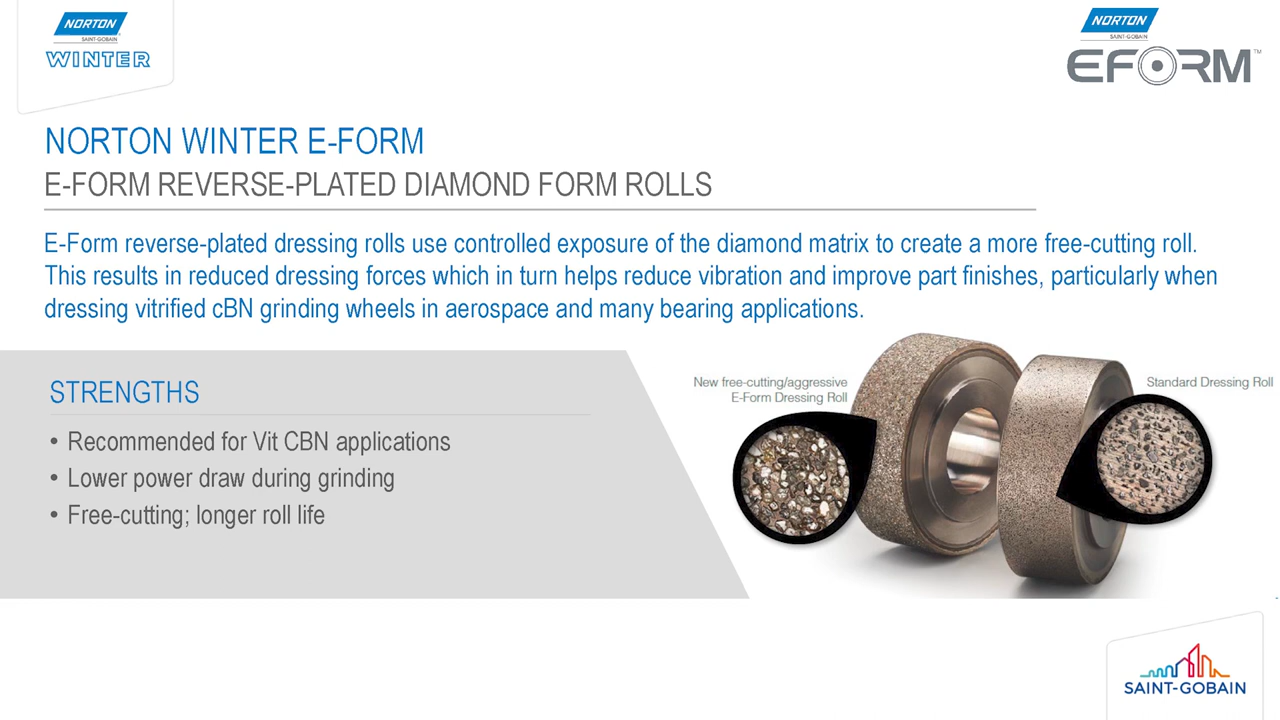 NORTON
SAINT-GOBAIN
WINTER
NORTON
SAINT-GOBAIN
EFORM™
NORTON WINTER E-FORM
E-FORM REVERSE-PLATED DIAMOND FORM ROLLS
E-Form reverse-plated dressing rolls use controlled exposure of the diamond matrix to create a more free-cutting roll.
This results in reduced dressing forces which in turn helps reduce vibration and improve part finishes, particularly when
dressing vitrified cBN grinding wheels in aerospace and many bearing applications.
STRENGTHS
• Recommended for Vit CBN applications
• Lower power draw during grinding
• Free-cutting; longer roll life
New free-cutting/aggressive
E-Form Dressing Roll
Standard Dressing Roll
SAINT-GOBAIN